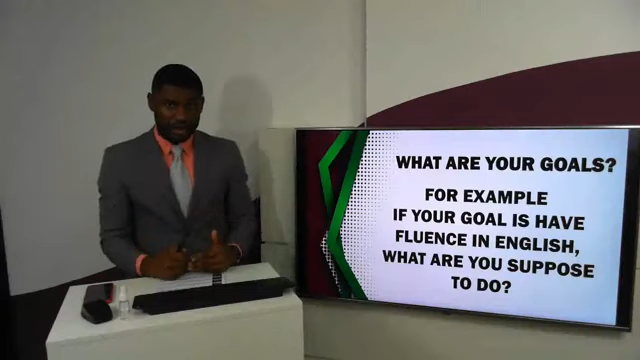 WHAT ARE YOUR GOALS?
FOR EXAMPLE
IF YOUR GOAL IS HAVE
FLUENCE IN ENGLISH,
WHAT ARE YOU SUPPOSE
TO DO?